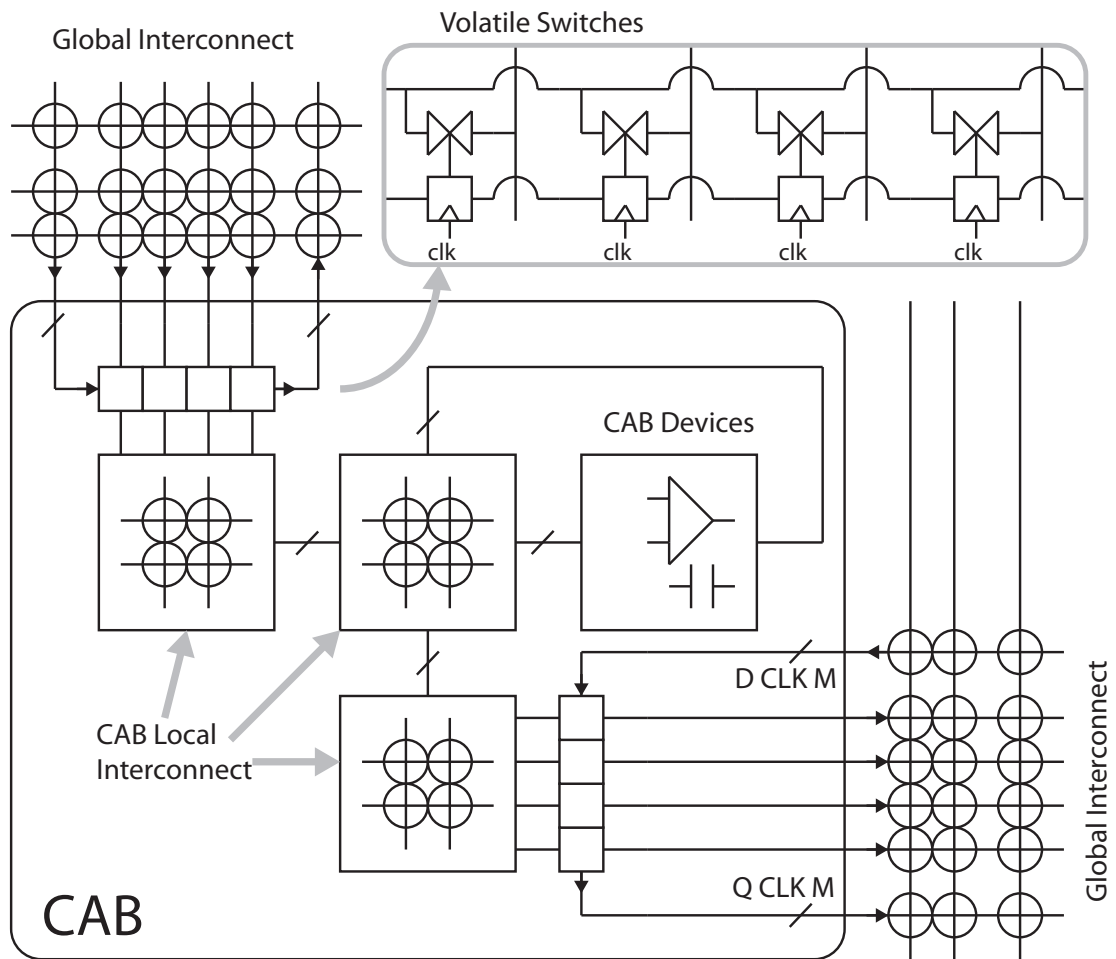 Volatile Switches
Global Interconnect
clk
clk
clk
clk
CAB Devices
D CLK M
CAB Local
Interconnect
Global Interconnect
Q CLK M
CAB